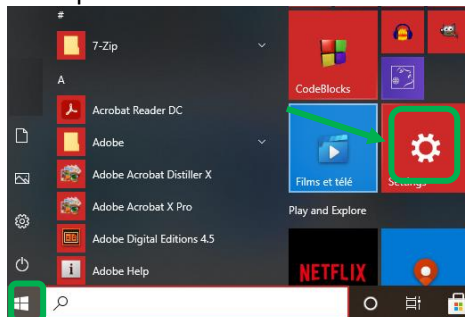 #
7-Zip
A
Acrobat Reader DC
Adobe
Adobe Acrobat Distiller X
Adobe Acrobat X Pro
Adobe Digital Editions 4.5
Adobe Help
CodeBlocks
Films et télé
Settings
Play and Explore
NETFLIX